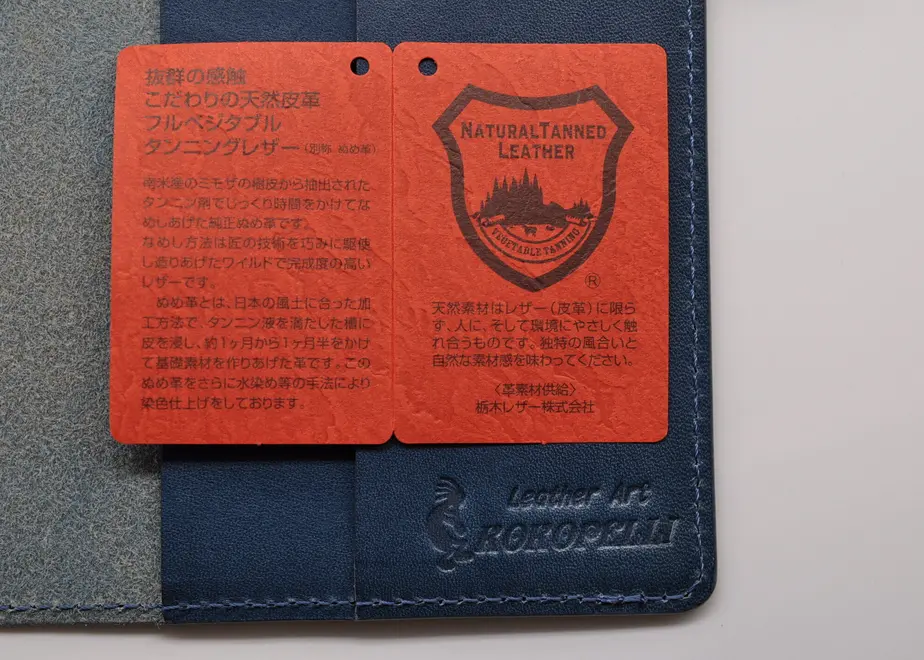 抜群の感触
こだわりの天然皮革
フルベジタブル
タンニングレザー（別称 ぬめ革）
南米産のミモザの樹皮から抽出された
タンニン剤でじっくり時間をかけてな
めしあげた純正ぬめ革です。
なめし方法は匠の技術を巧みに駆使
し造りあげたワイルドで完成度の高い
レザーです。
ぬめ革とは、日本の風土に合った加
工方法で、タンニン液を満たした槽に
皮を浸し、約1ヶ月から1ヶ月半をかけ
て基礎素材を作りあげた革です。この
ぬめ革をさらに水染め等の手法により
染色仕上げをしております。
NATURALTANNED
LEATHER
VEGETABLE TANNING
®
天然素材はレザー（皮革）に限ら
ず、人に、そして環境にやさしく触
れ合うものです。独特の風合いと
自然な素材感を味わってください。
〈革素材供給〉
栃木レザー株式会社
Leather Art
KOKOPELLI